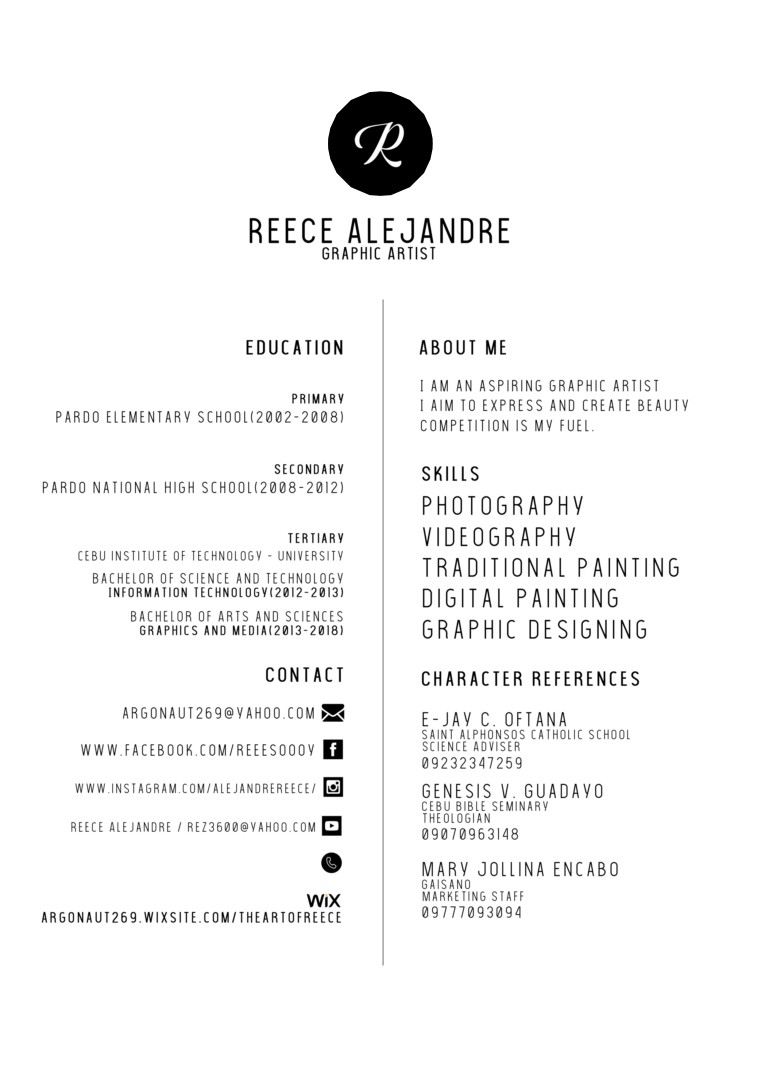 R
REECE ALEJANDRE
GRAPHIC ARTIST
EDUCATION
PRIMARY
PARDO ELEMENTARY SCHOOL(2002-2008)
SECONDARY
PARDO NATIONAL HIGH SCHOOL(2008-2012)
TERTIARY
CEBU INSTITUTE OF TECHNOLOGY - UNIVERSITY
BACHELOR OF SCIENCE AND TECHNOLOGY
INFORMATION TECHNOLOGY(2012-2013)
BACHELOR OF ARTS AND SCIENCES
GRAPHICS AND MEDIA(2013-2018)
CONTACT
ARGONAUT269@YAHOO.COM
WWW.FACEBOOK.COM/REEESOOOY
WWW.INSTAGRAM.COM/ALEJANDREREECE/
REECE ALEJANDRE / REZ3600@YAHOO.COM
WiX
ARGONAUT269.WIXSITE.COM/THEARTOFREECE
ABOUT ME
I AM AN ASPIRING GRAPHIC ARTIST
I AIM TO EXPRESS AND CREATE BEAUTY
COMPETITION IS MY FUEL.
SKILLS
PHOTOGRAPHY
VIDEOGRAPHY
TRADITIONAL PAINTING
DIGITAL PAINTING
GRAPHIC DESIGNING
CHARACTER REFERENCES
E-JAY C. OFTANA
SAINT ALPHONSOS CATHOLIC SCHOOL
SCIENCE ADVISER
09232347259
GENESIS V. GUADAYO
CEBU BIBLE SEMINARY
THEOLOGIAN
09070963148
MARY JOLLINA ENCABO
GAISANO
MARKETING STAFF
09777093094